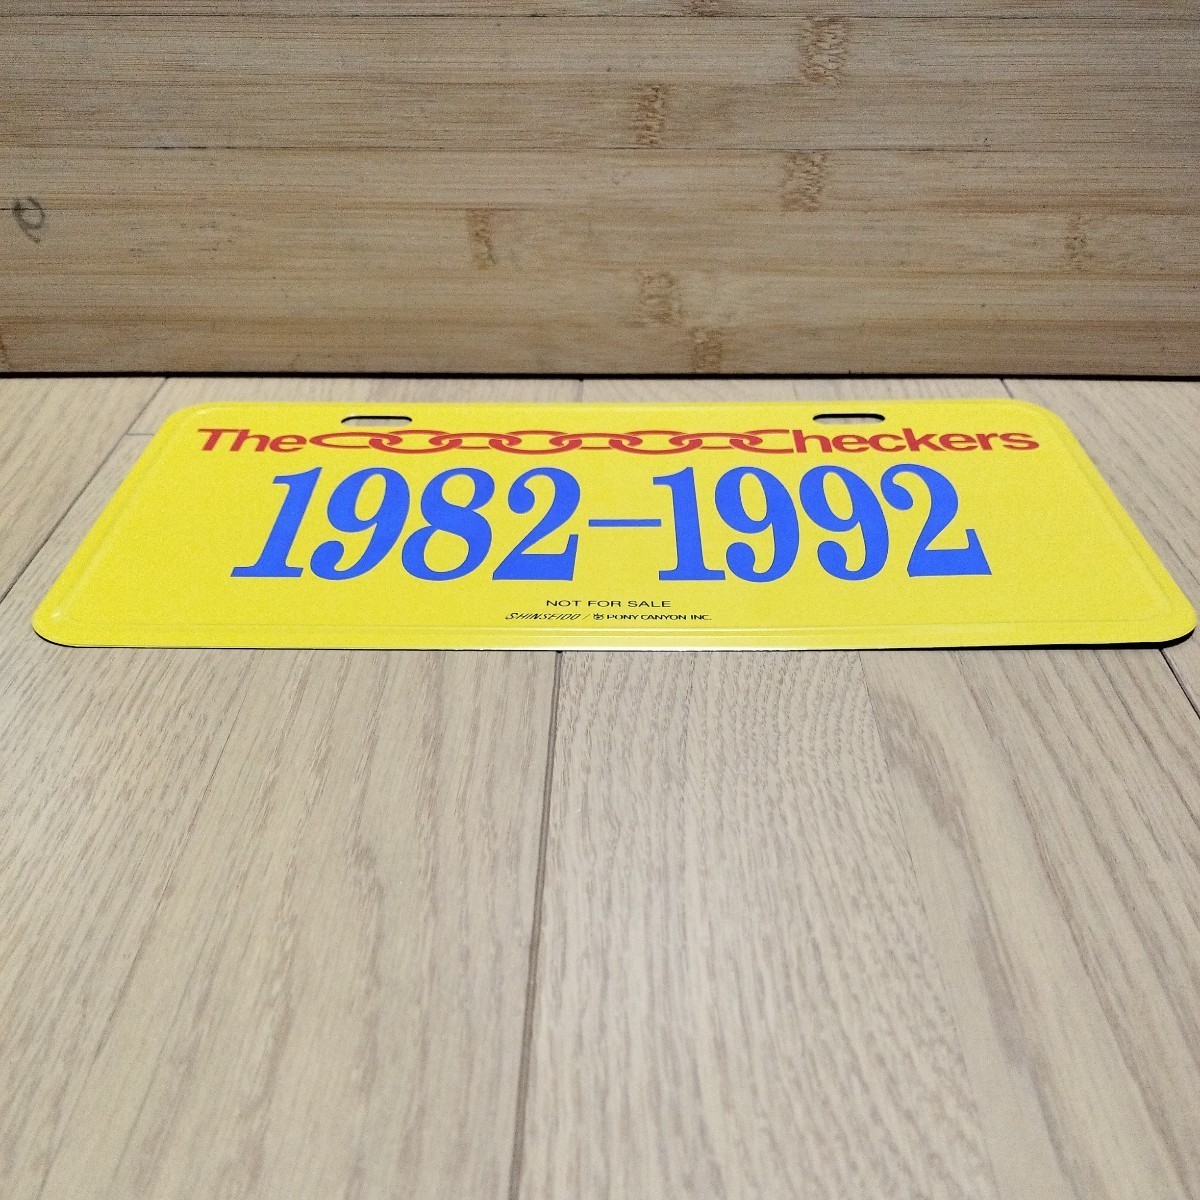 The Checkers
1982-1992
NOT FOR SALE
SHINSEIDO / PONY CANYON INC.